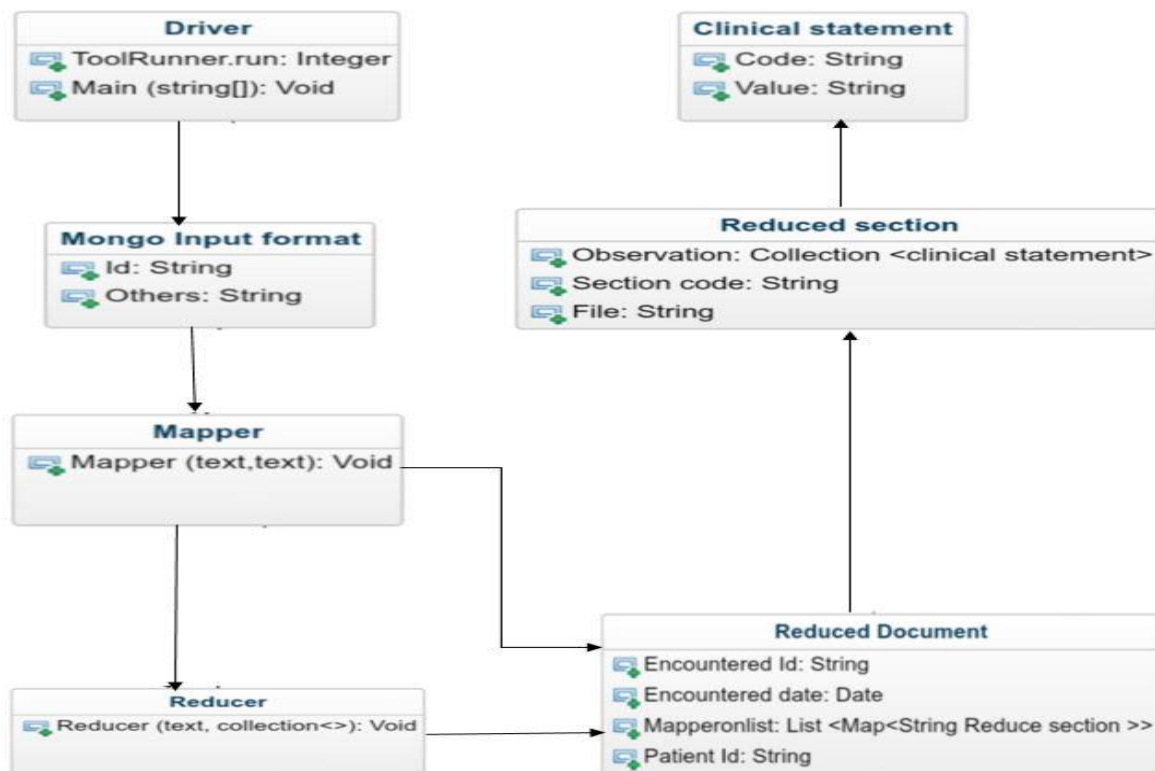 Driver
ToolRunner.run: Integer
Main (string[]): Void
Clinical statement
Code: String
Value: String
Mongo Input format
Id: String
Others: String
Reduced section
Observation: Collection <clinical statement>
Section code: String
File: String
Mapper
Mapper (text,text): Void
Reducer
Reducer (text, collection<>): Void
Reduced Document
Encountered Id: String
Encountered date: Date
Mapperonlist: List <Map<String Reduce section >>
Patient Id: String